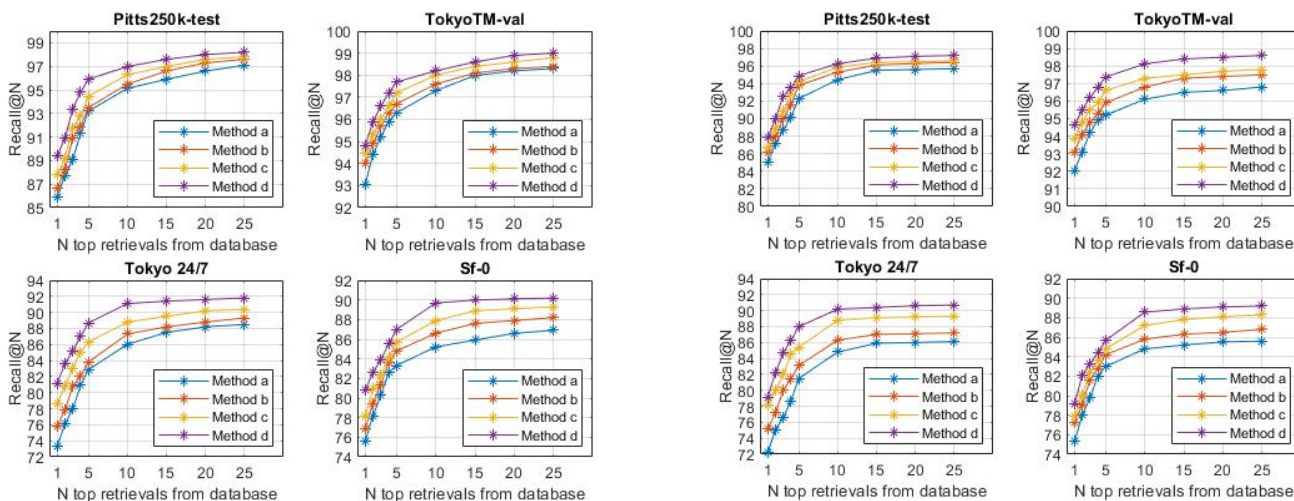 Pitts250k-test
Recall@N
99
97
95
93
91
89
87
85
1 5 10 15 20 25
Method a
Method b
Method c
Method d
N top retrievals from database
TokyoTM-val
Recall@N
100
99
98
97
96
95
94
93
92
1 5 10 15 20 25
Method a
Method b
Method c
Method d
N top retrievals from database
Tokyo 24/7
Recall@N
94
92
90
88
86
84
82
80
78
76
74
72
1 5 10 15 20 25
Method a
Method b
Method c
Method d
N top retrievals from database
Sf-0
Recall@N
92
90
88
86
84
82
80
78
76
74
1 5 10 15 20 25
Method a
Method b
Method c
Method d
N top retrievals from database
Pitts250k-test
Recall@N
100
98
96
94
92
90
88
86
84
82
80
1 5 10 15 20 25
Method a
Method b
Method c
Method d
N top retrievals from database
TokyoTM-val
Recall@N
100
99
98
97
96
95
94
93
92
91
90
1 5 10 15 20 25
Method a
Method b
Method c
Method d
N top retrievals from database
Tokyo 24/7
Recall@N
94
92
90
88
86
84
82
80
78
76
74
72
1 5 10 15 20 25
Method a
Method b
Method c
Method d
N top retrievals from database
Sf-0
Recall@N
92
90
88
86
84
82
80
78
76
74
1 5 10 15 20 25
Method a
Method b
Method c
Method d
N top retrievals from database